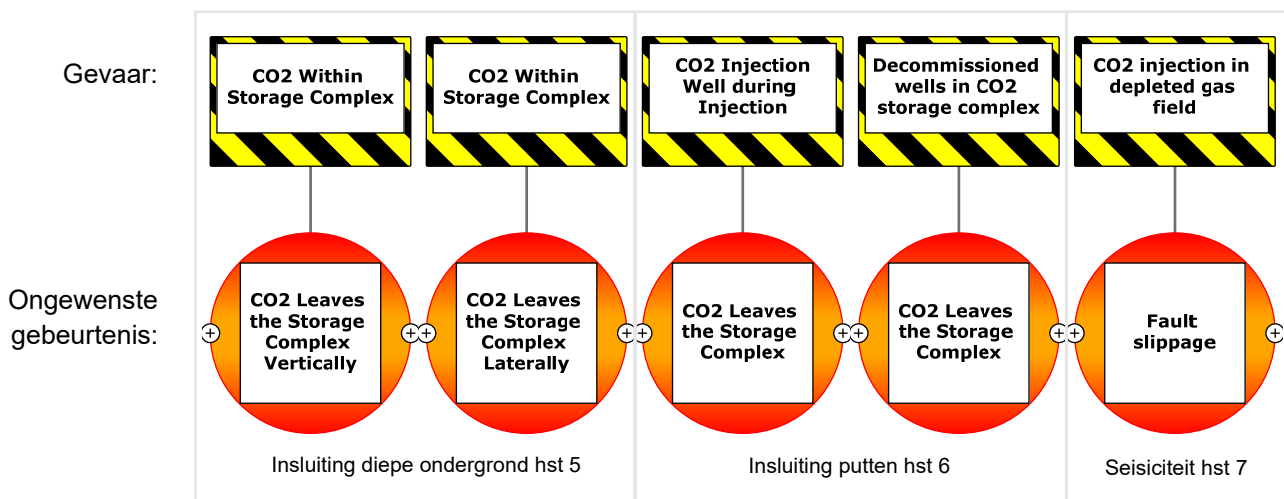 Gevaar:
CO2 Within
Storage Complex
CO2 Within
Storage Complex
CO2 Injection
Well during
Injection
Decommissioned
wells in CO2
storage complex
CO2 injection in
depleted gas
field
Ongewenste
gebeurtenis:
CO2 Leaves
the Storage
Complex
Vertically
CO2 Leaves
the Storage
Complex
Laterally
CO2 Leaves
the Storage
Complex
CO2 Leaves
the Storage
Complex
Fault
slippage
Insluiting diepe ondergrond hst 5
Insluiting putten hst 6
Seisiciteit hst 7